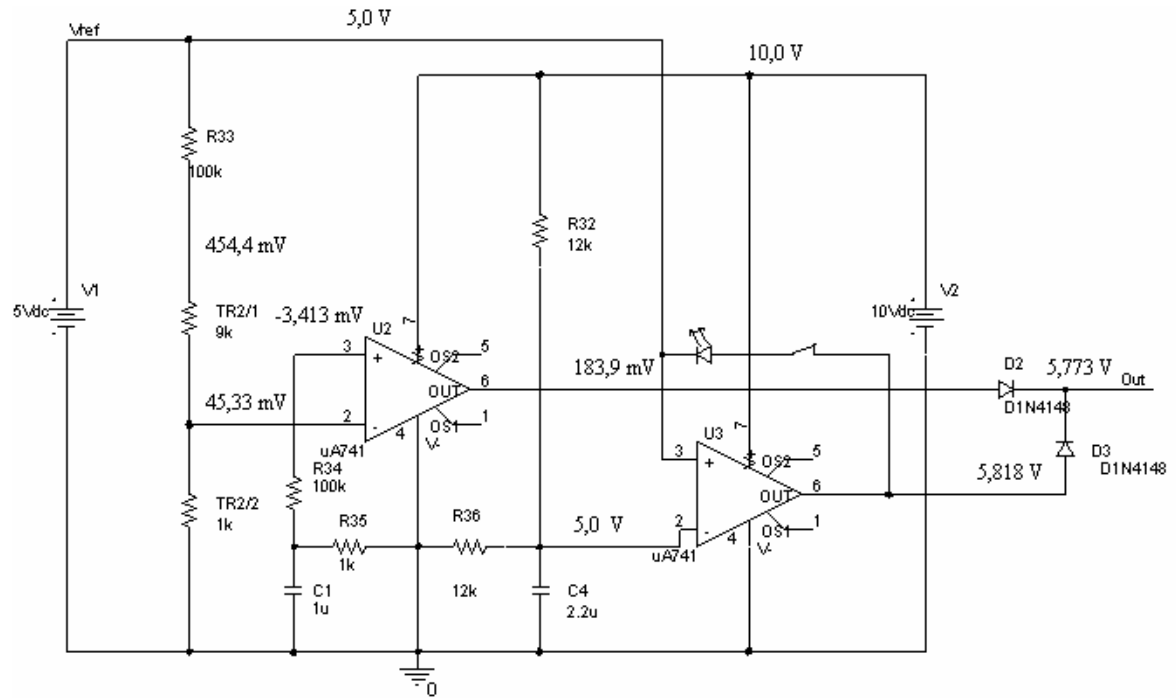 Vref
5,0 V
10,0 V
R33
100k
R32
12k
454,4 mV
V1
5Vdc
TR2/1
9k
-3,413 mV
U2
7
V2
10Vdc
3
+
OS2
5
OUT
6
183,9 mV
D2
5,773 V
Out
D1N4148
45,33 mV
2
-
OS1
1
4
V-
uA741
U3
7
3
+
OS2
5
OUT
6
D3
D1N4148
5,818 V
R34
100k
TR2/2
1k
R35
1k
R36
12k
5,0 V
2
-
OS1
1
4
V-
uA741
C1
1u
C4
2.2u
0